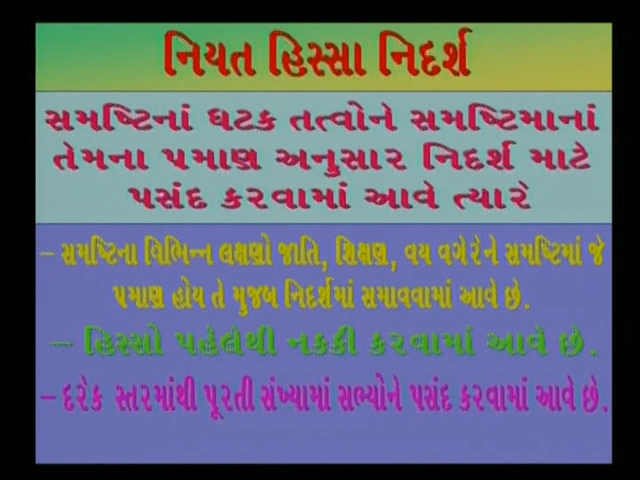 નિયત હિસ્સા નિદર્શ
સમષ્ટિનાં ઘટક તત્વોને સમષ્ટિમાનાં
તેમના પમાણ અનુસાર નિદર્શ માટે
પસંદ કરવામાં આવે ત્યારે
– સમષ્ટિના વિભિન્ન લક્ષણો જાતિ, શિક્ષણ, વય વગેરેને સમષ્ટિમાં જે
પમાણ હોય તે મુજબ નિદર્શમાં સમાવવામાં આવે છે.
– હિસ્સો પહેલેથી નકકી કરવામાં આવે છે.
– દરેક સ્તરમાંથી પૂરતી સંખ્યામાં સભ્યોને પસંદ કરવામાં આવે છે.